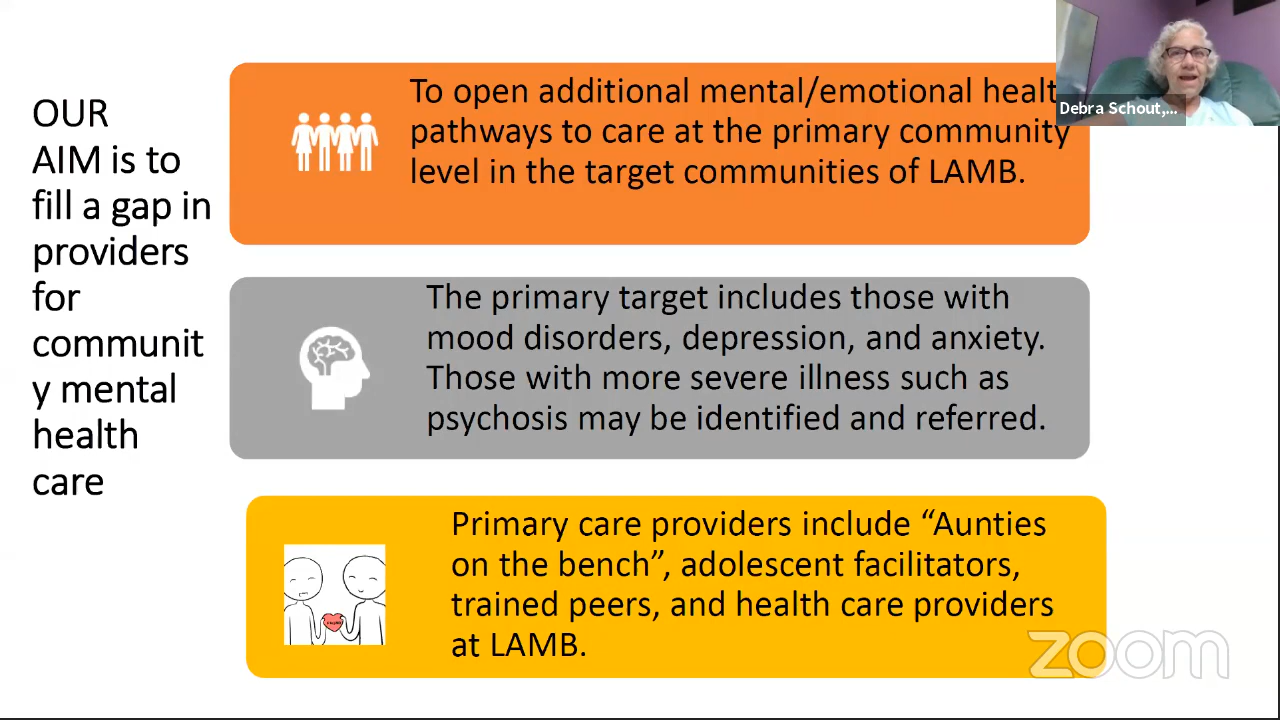 OUR
AIM is to
fill a gap in
providers
for
communit
y mental
health
care
To open additional mental/emotional healt
pathways to care at the primary community
level in the target communities of LAMB.
The primary target includes those with
mood disorders, depression, and anxiety.
Those with more severe illness such as
psychosis may be identified and referred.
Primary care providers include “Aunties
on the bench”, adolescent facilitators,
trained peers, and health care providers
at LAMB.
Debra Schout,...
zoom